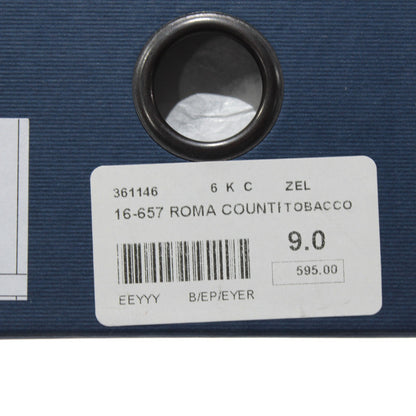 361146 6 K C ZEL
16-657 ROMA COUNTI TOBACCO
9.0
595.00
EEYYY B/EP/EYER